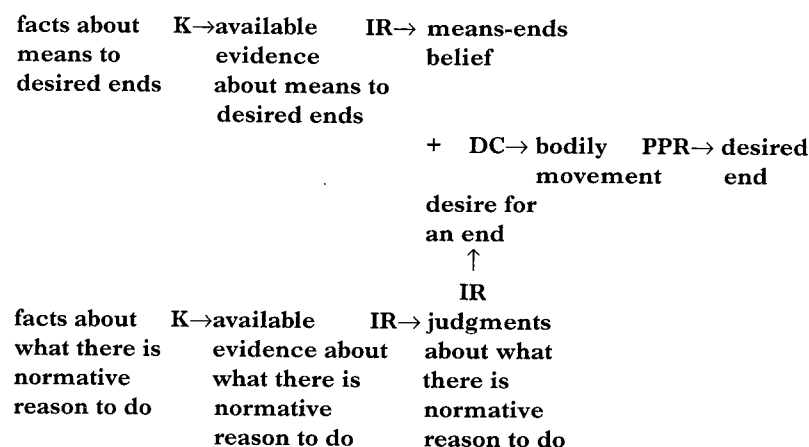 facts about K→available IR→ means-ends
means to evidence belief
desired ends about means to
desired ends
+ DC→ bodily PPR→ desired
movement end
desire for
an end
↑
IR
facts about K→available IR→ judgments
what there is evidence about about what
normative what there is there is
reason to do normative normative
reason to do reason to do